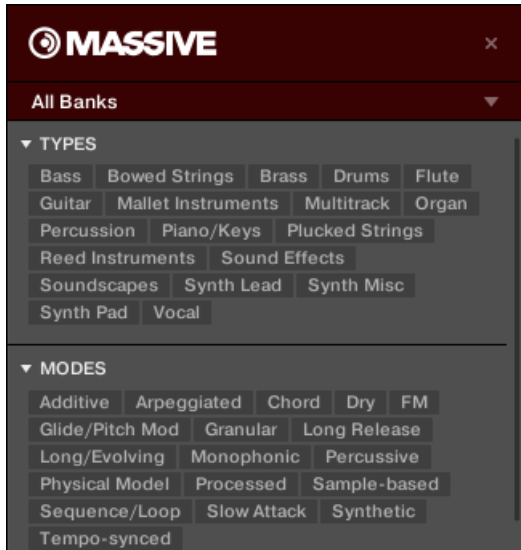 MASSIVE
All Banks
TYPES
Bass Bowed Strings Brass Drums Flute
Guitar Mallet Instruments Multitrack Organ
Percussion Piano/Keys Plucked Strings
Reed Instruments Sound Effects
Soundscapes Synth Lead Synth Misc
Synth Pad Vocal
MODES
Additive Arpeggiated Chord Dry FM
Glide/Pitch Mod Granular Long Release
Long/Evolving Monophonic Percussive
Physical Model Processed Sample-based
Sequence/Loop Slow Attack Synthetic
Tempo-synced